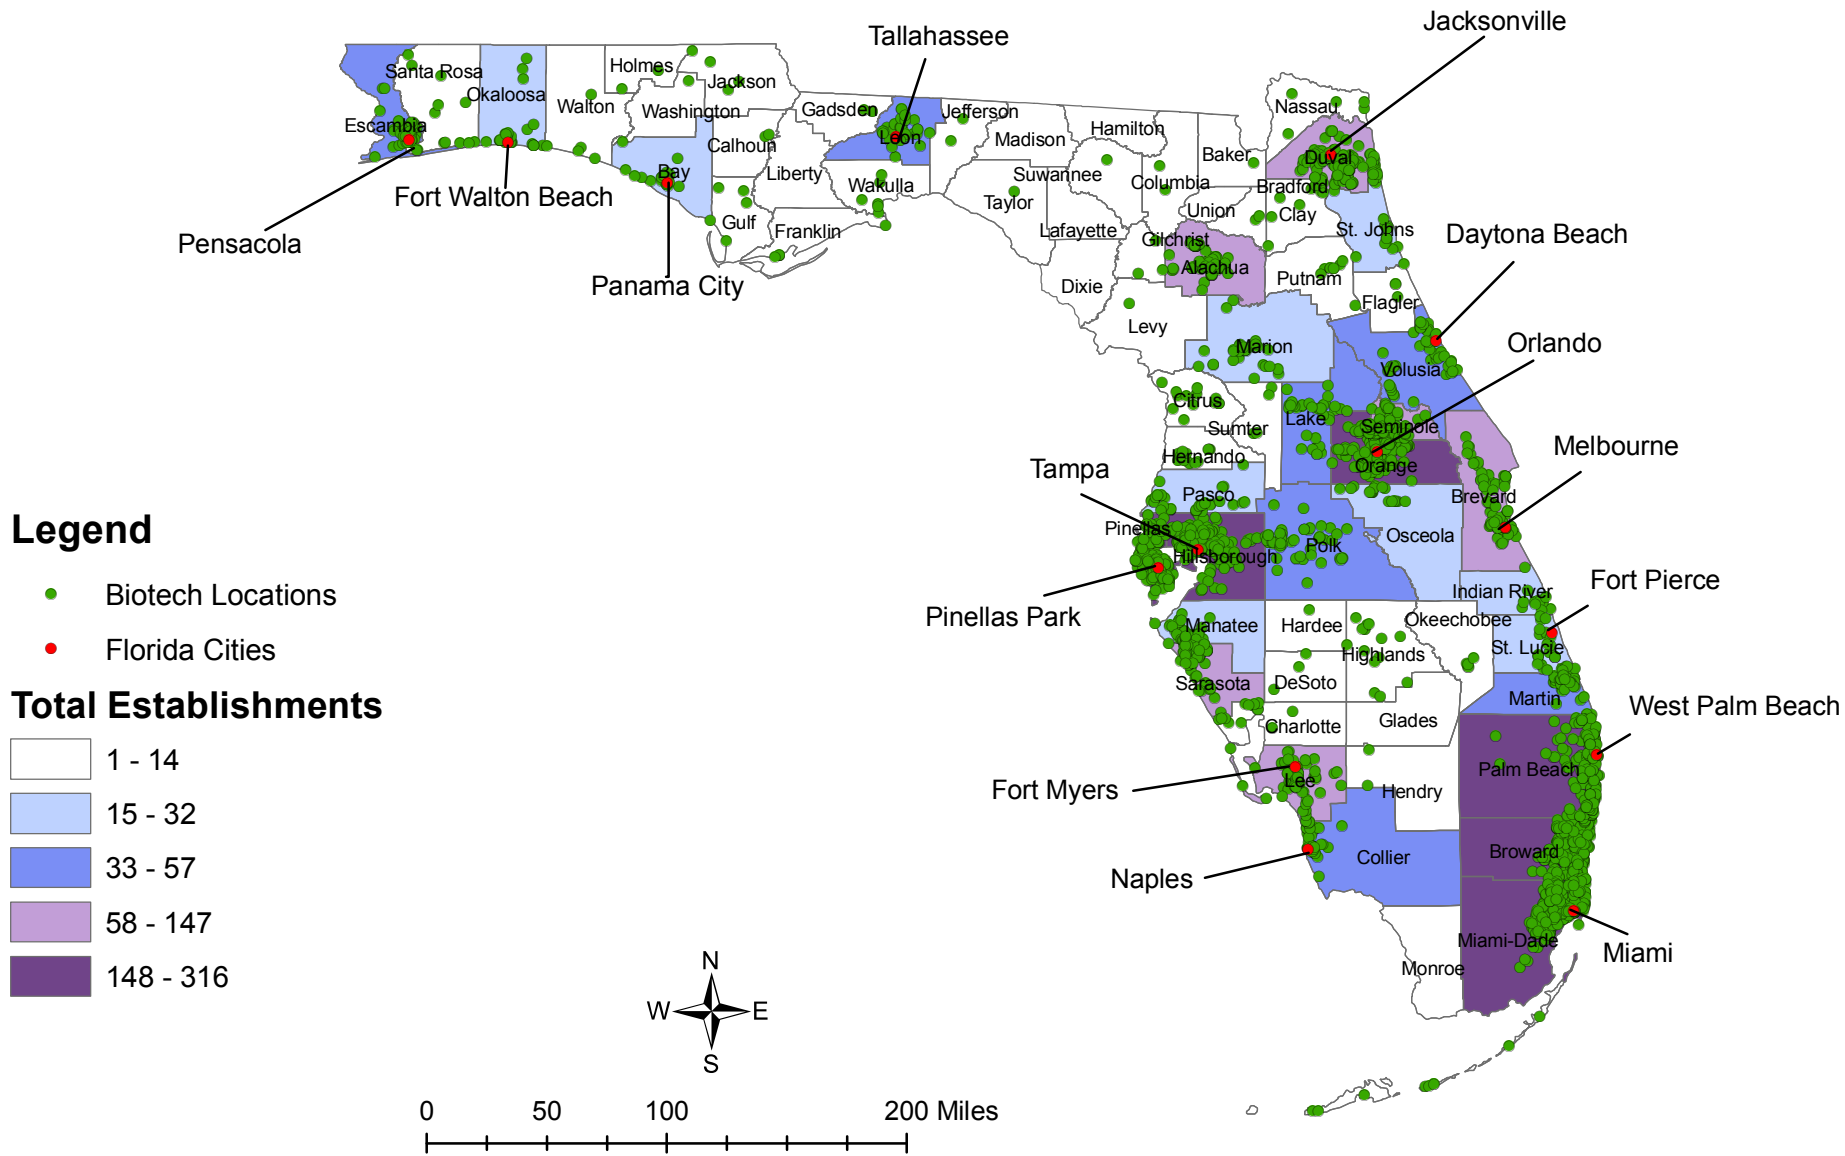 Jacksonville
Tallahassee
Holmes
Santa Rosa
Jackson
Okaloosa
Walton
Washington
Gadsden
Jefferson
Nassau
Escambia
Leon
Madison
Hamilton
Calhoun
Baker
Duval
Bay
Liberty
Wakulla
Suwannee
Columbia
Bradford
Fort Walton Beach
Taylor
Union
Clay
Gulf
Franklin
Lafayette
St. Johns
Pensacola
Gilchrist
Daytona Beach
Alachua
Panama City
Dixie
Putnam
Flagler
Levy
Orlando
Marion
Volusia
Citrus
Lake
Sumter
Seminole
Hernando
Orange
Melbourne
Tampa
Pasco
Brevard
Legend
Pinellas
Osceola
Polk
Hillsborough
Biotech Locations
Indian River
Fort Pierce
Pinellas Park
Manatee
Hardee
Okeechobee
Florida Cities
Highlands
St. Lucie
Total Establishments
Sarasota
DeSoto
Martin
West Palm Beach
Charlotte
Glades
1 - 14
Palm Beach
Fort Myers
Lee
Hendry
15 - 32
Broward
Collier
33 - 57
Naples
58 - 147
Miami-Dade
Miami
Monroe
148 - 316
N
W E
S
0 50 100 200 Miles